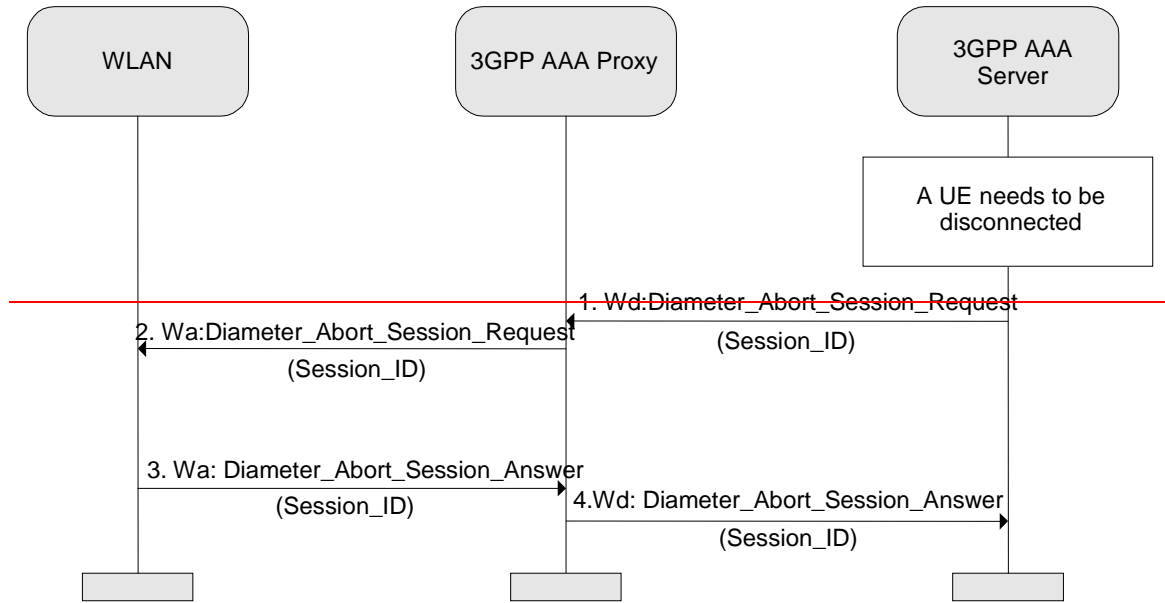 WLAN
3GPP AAA Proxy
3GPP AAA
Server
A UE needs to be
disconnected
1. Wd:Diameter_Abort_Session_Request
(Session_ID)
2. Wa:Diameter_Abort_Session_Request
(Session_ID)
3. Wa: Diameter_Abort_Session_Answer
(Session_ID)
4.Wd: Diameter_Abort_Session_Answer
(Session_ID)